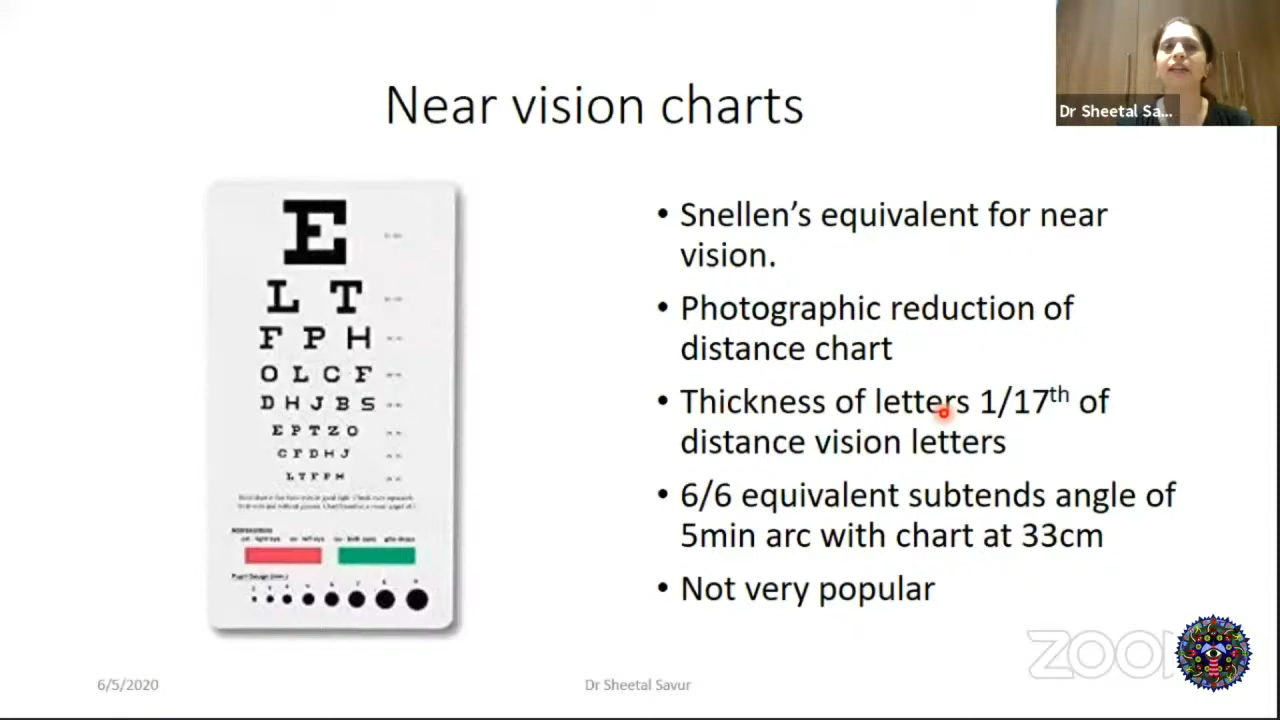 Dr Sheetal Sa...
Near vision charts
E
L T
F P H
O L C F
D H J B S
E P T Z O
C F D H J
• Snellen’s equivalent for near
vision.
• Photographic reduction of
distance chart
• Thickness of letters 1/17th of
distance vision letters
• 6/6 equivalent subtends angle of
5min arc with chart at 33cm
• Not very popular
ZOO
6/5/2020
Dr Sheetal Savur